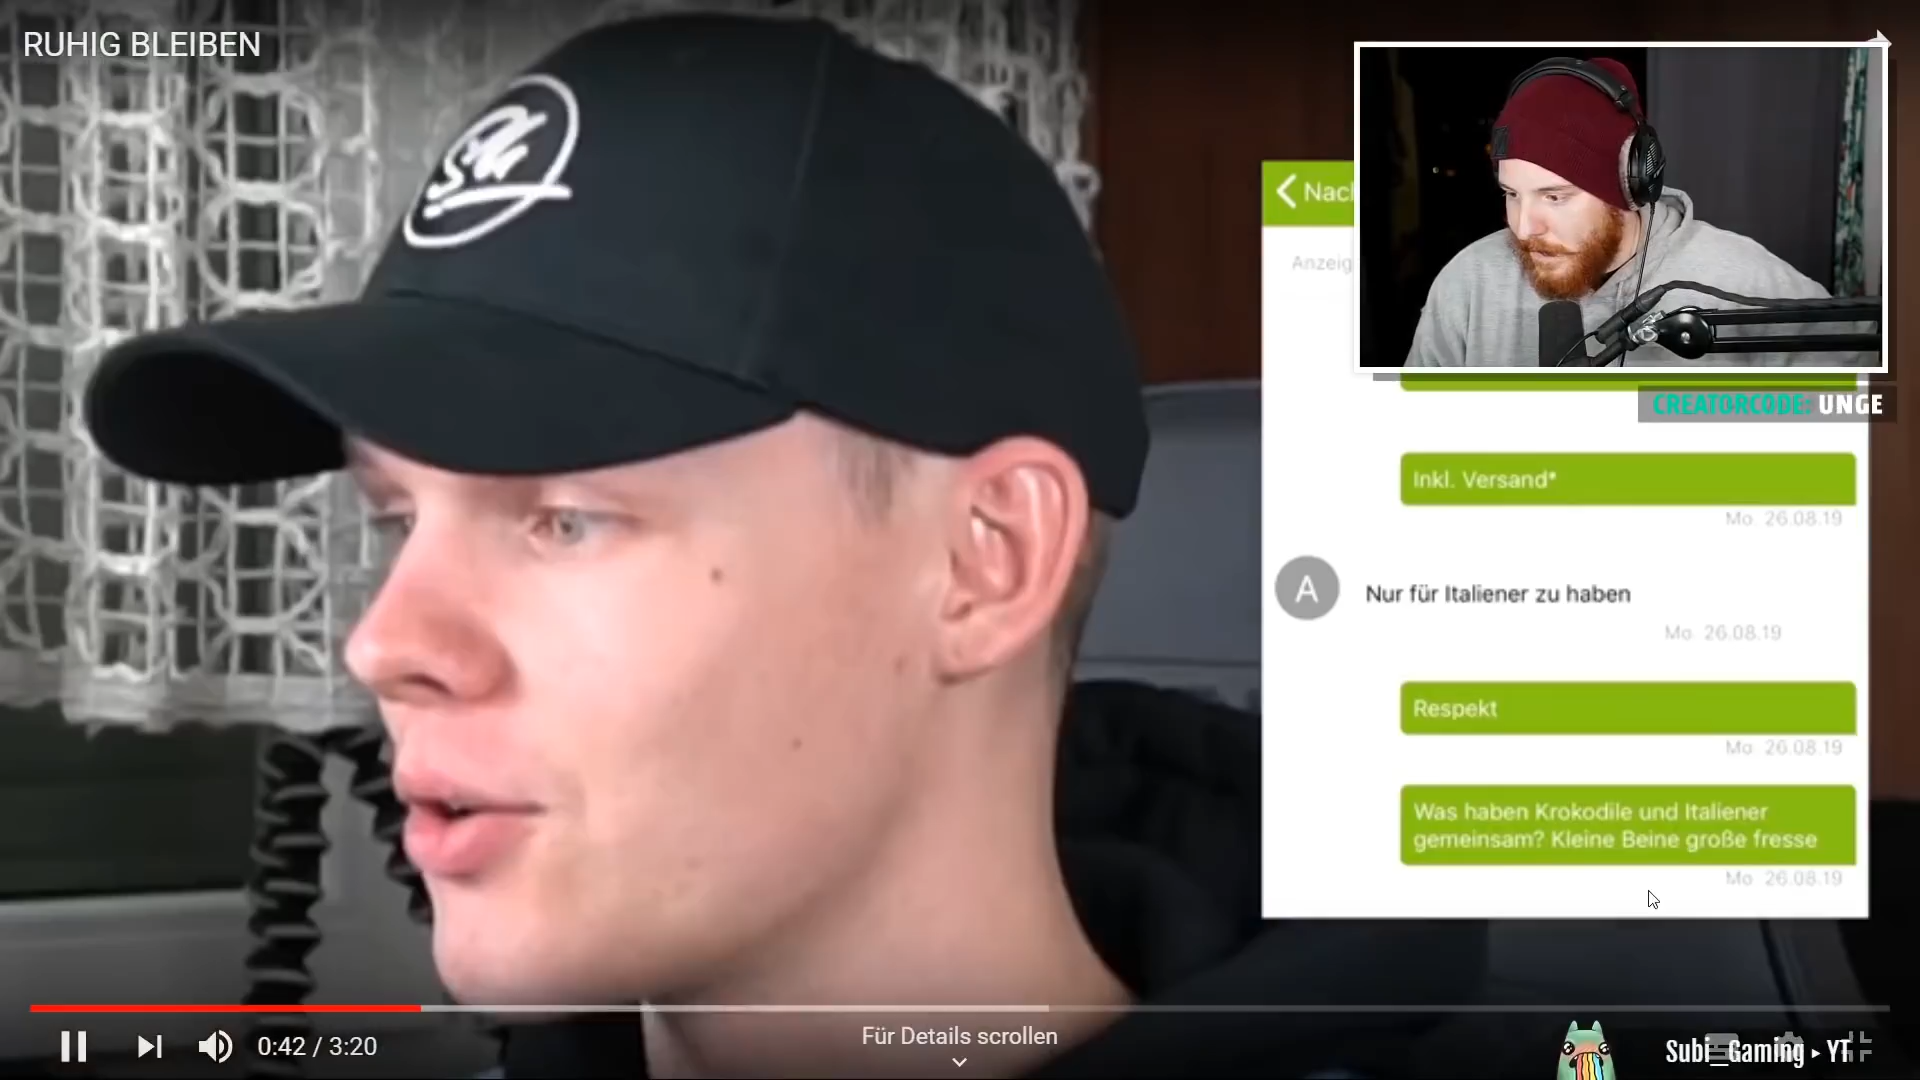 RUHIG BLEIBEN
Nach
Anzeig
CREATORCODE: UNGE
Inkl. Versand*
Mo. 26.08.19
A
Nur für Italiener zu haben
Mo. 26.08.19
Respekt
Mo. 26.08.19
Was haben Krokodile und Italiener
gemeinsam? Kleine Beine große fresse
Mo. 26.08.19
0:42 / 3:20
Für Details scrollen
Subi_Gaming ▸ YT